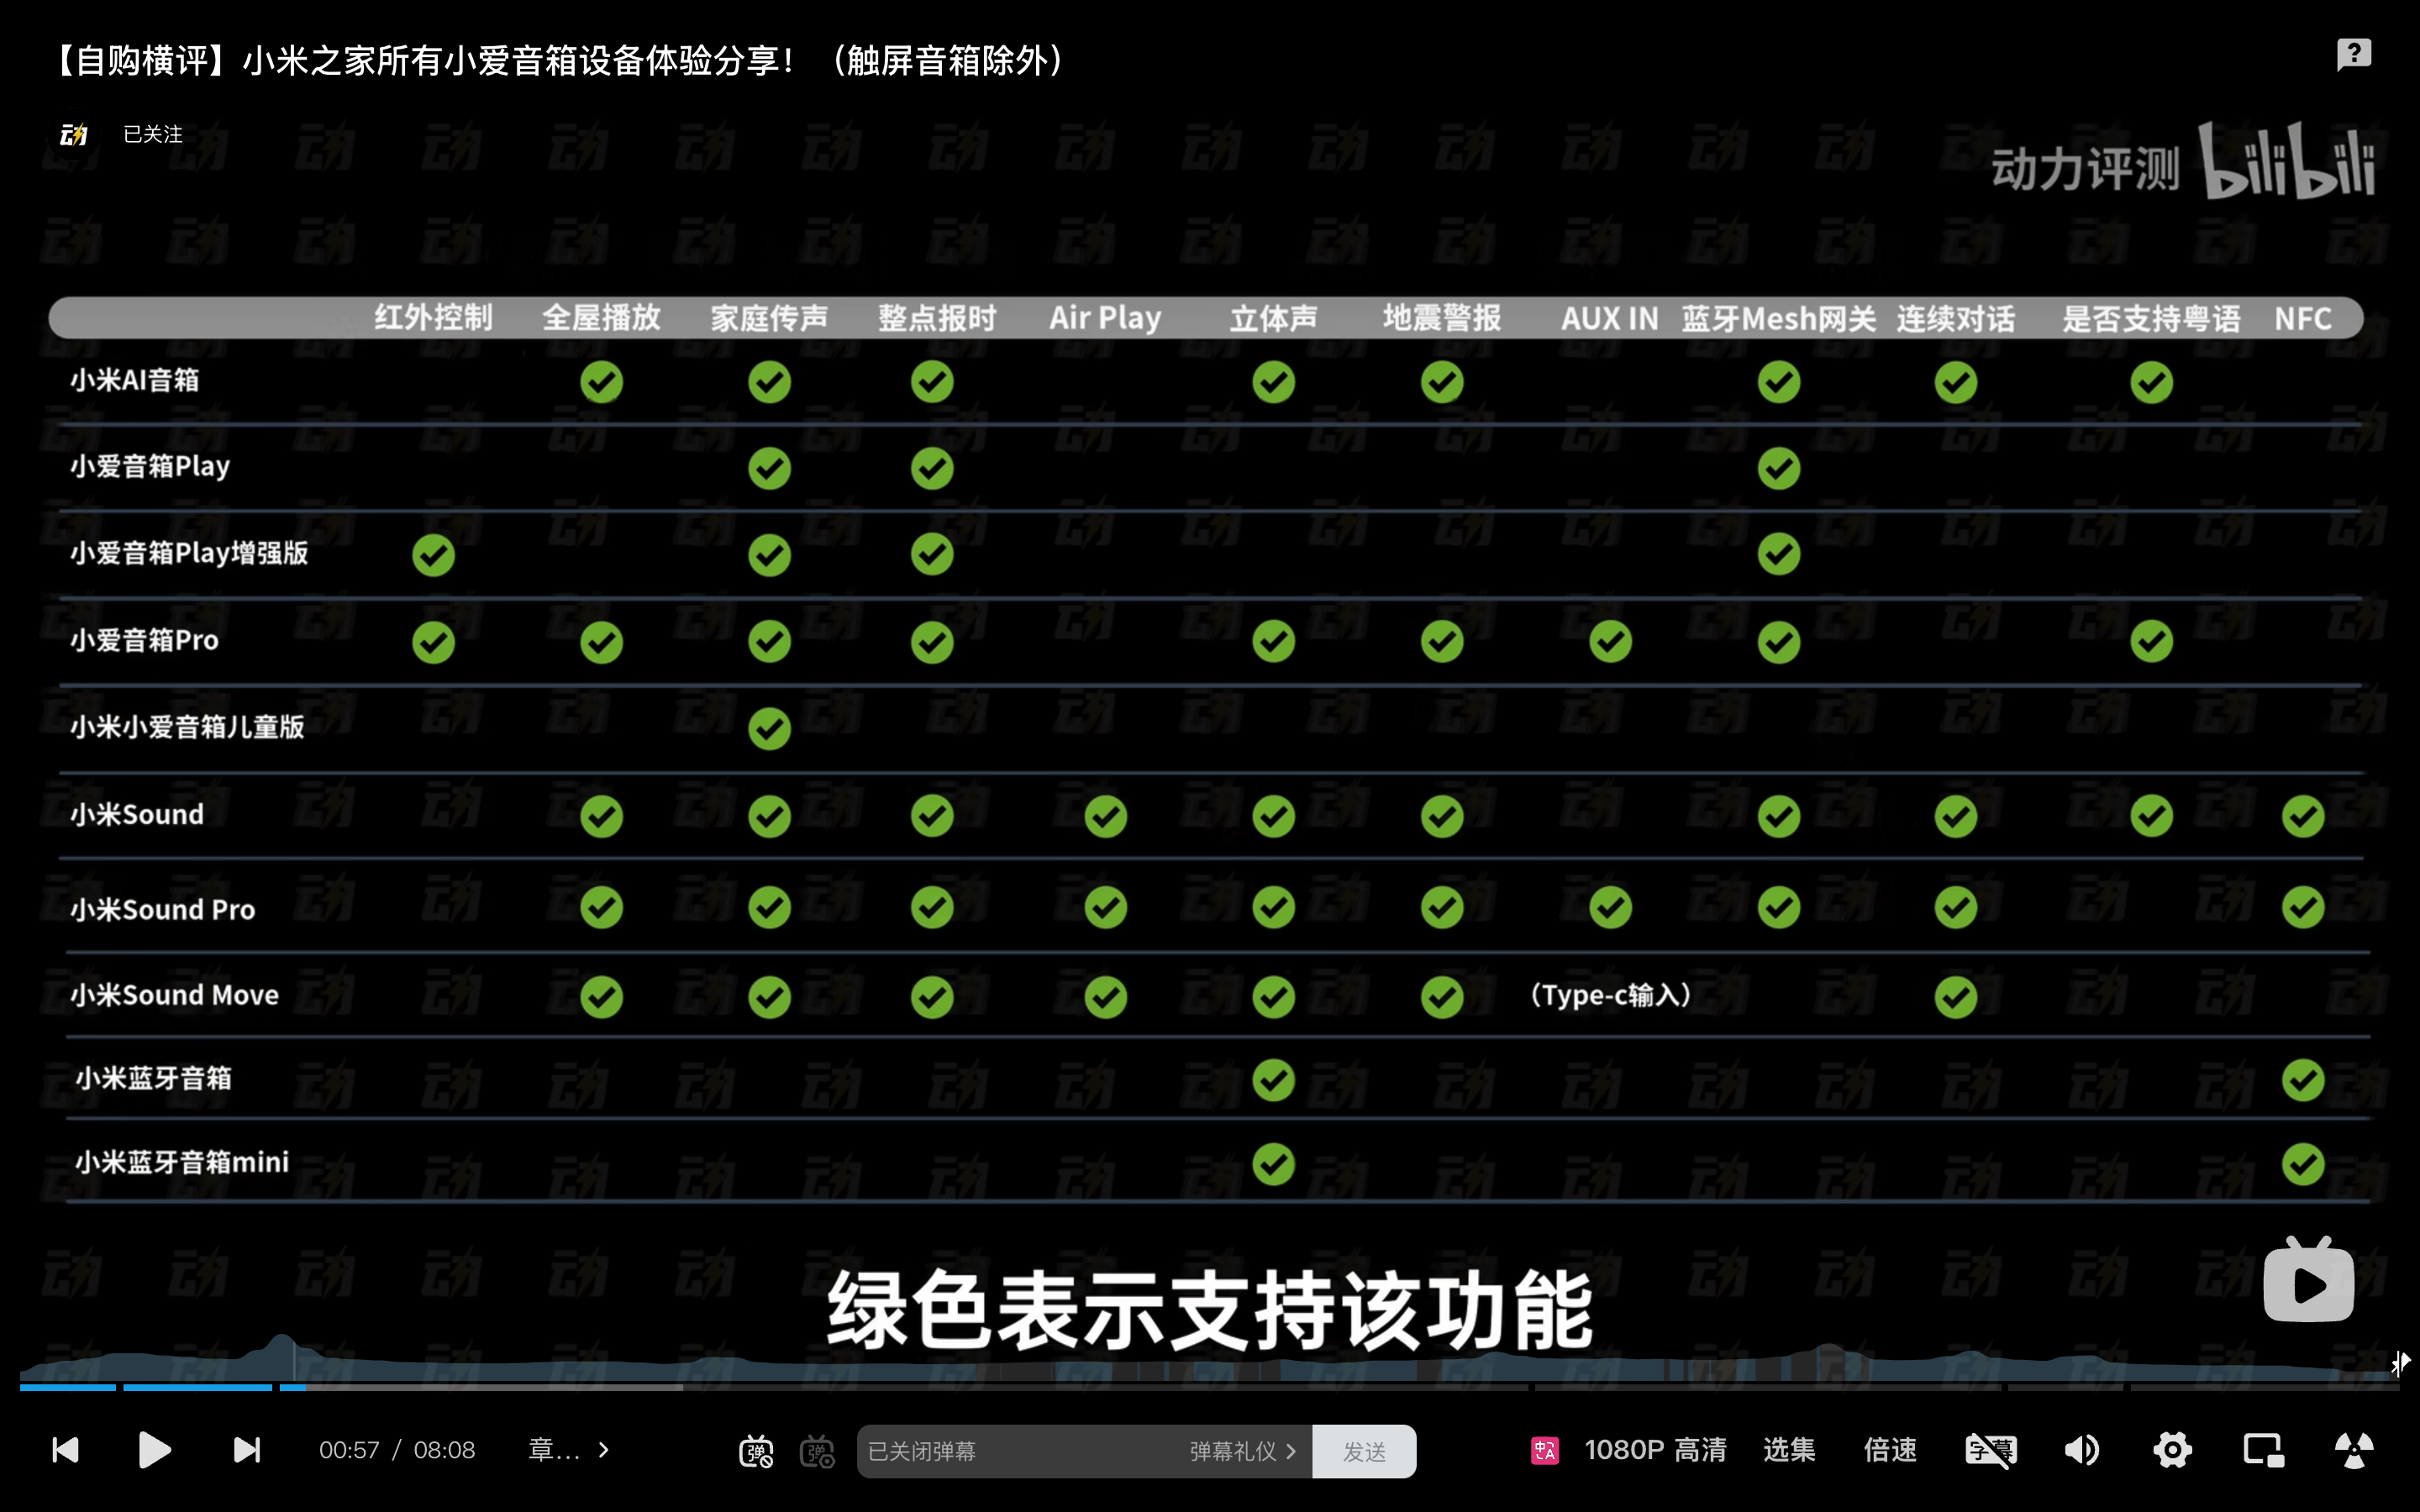 【自购横评】小米之家所有小爱音箱设备体验分享！（触屏音箱除外）
已关注
动力评测 bilibili
红外控制 全屋播放 家庭传声 整点报时 Air Play 立体声 地震警报 AUX IN 蓝牙Mesh网关 连续对话 是否支持粤语 NFC
小米AI音箱
小爱音箱Play
小爱音箱Play增强版
小爱音箱Pro
小米小爱音箱儿童版
小米Sound
小米Sound Pro
小米Sound Move （Type-c输入）
小米蓝牙音箱
小米蓝牙音箱mini
绿色表示支持该功能
00:57 / 08:08 章... 弹 弹 已关闭弹幕 弹幕礼仪 发送 中A 1080P 高清 选集 倍速 字幕